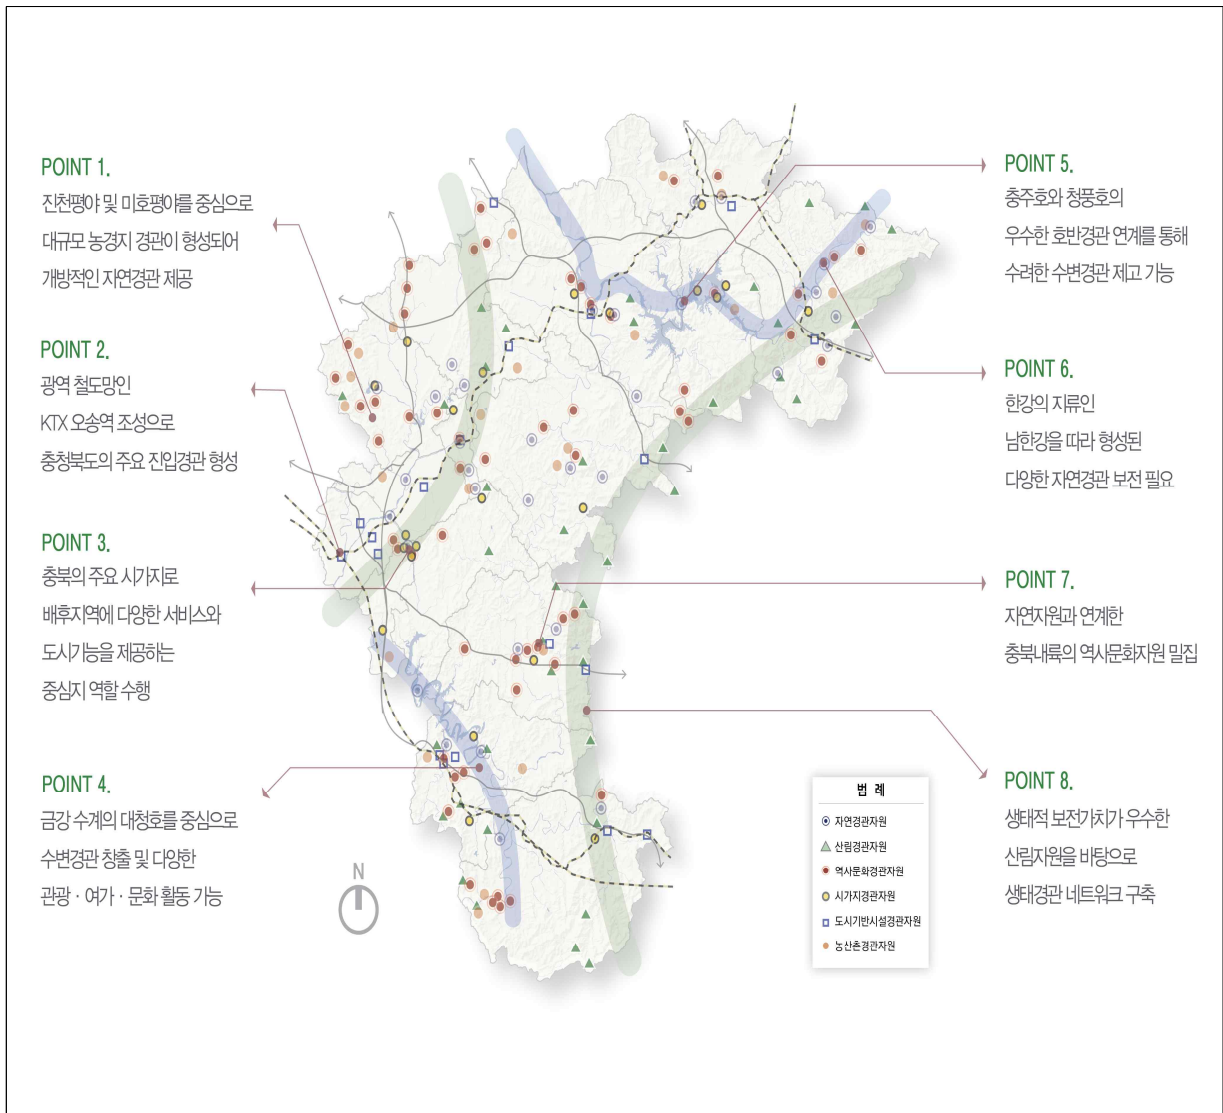 POINT 1.
진천평야 및 미호평야를 중심으로
대규모 농경지 경관이 형성되어
개방적인 자연경관 제공
POINT 2.
광역 철도망인
KTX 오송역 조성으로
충청북도의 주요 진입경관 형성
POINT 3.
충북의 주요 시가지로
배후지역에 다양한 서비스와
도시기능을 제공하는
중심지 역할 수행
POINT 4.
금강 수계의 대청호를 중심으로
수변경관 창출 및 다양한
관광 · 여가 · 문화 활동 가능
POINT 5.
충주호와 청풍호의
우수한 호반경관 연계를 통해
수려한 수변경관 제고 가능
POINT 6.
한강의 지류인
남한강을 따라 형성된
다양한 자연경관 보전 필요
POINT 7.
자연자원과 연계한
충북내륙의 역사문화자원 밀집
POINT 8.
생태적 보전가치가 우수한
산림자원을 바탕으로
생태경관 네트워크 구축
N
범 례
자연경관자원
산림경관자원
역사문화경관자원
시가지경관자원
도시기반시설경관자원
농산촌경관자원